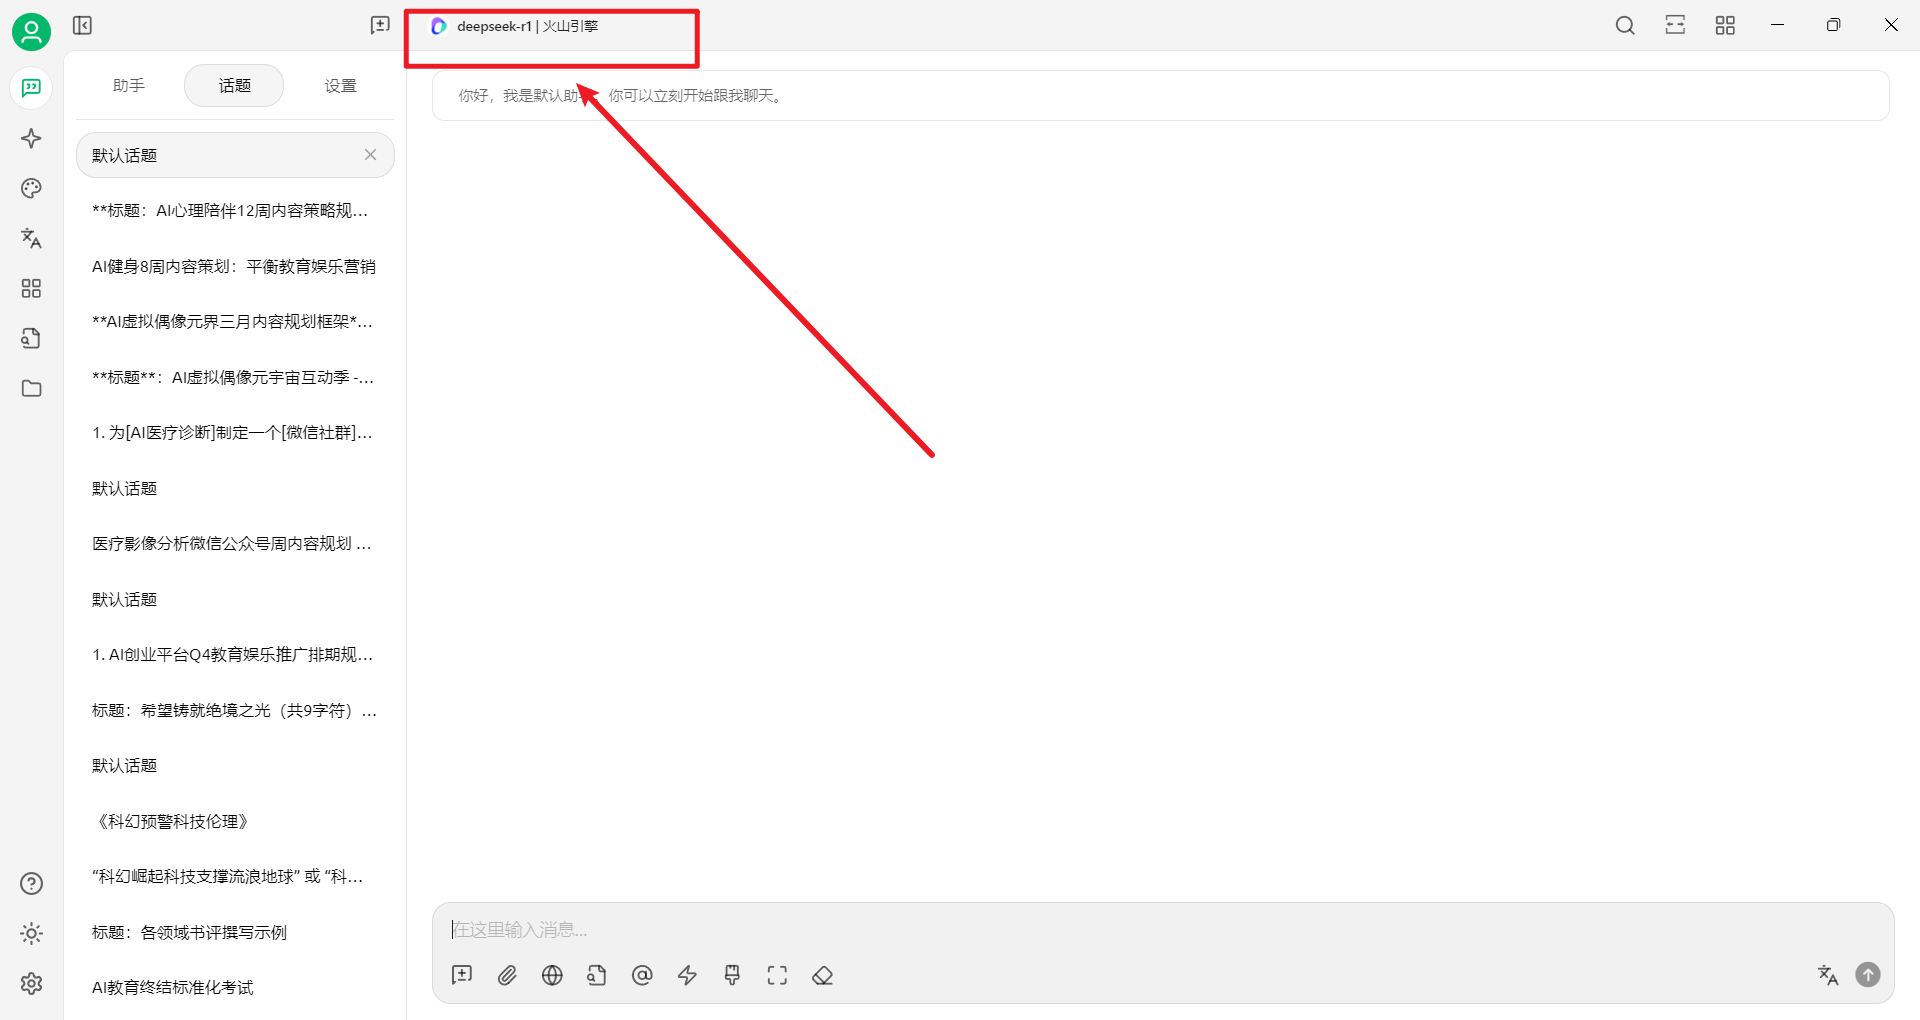 deepseek-r1 | 火山引擎
助手
话题
设置
你好，我是默认助 你可以立刻开始跟我聊天。
默认话题
**标题：AI心理陪伴12周内容策略规...
AI健身8周内容策划：平衡教育娱乐营销
**AI虚拟偶像元界三月内容规划框架*...
**标题**：AI虚拟偶像元宇宙互动季 -...
1. 为[AI医疗诊断]制定一个[微信社群]...
默认话题
医疗影像分析微信公众号周内容规划 ...
默认话题
1. AI创业平台Q4教育娱乐推广排期规...
标题：希望铸就绝境之光（共9字符）...
默认话题
《科幻预警科技伦理》
“科幻崛起科技支撑流浪地球” 或 “科...
标题：各领域书评撰写示例
AI教育终结标准化考试
在这里输入消息...